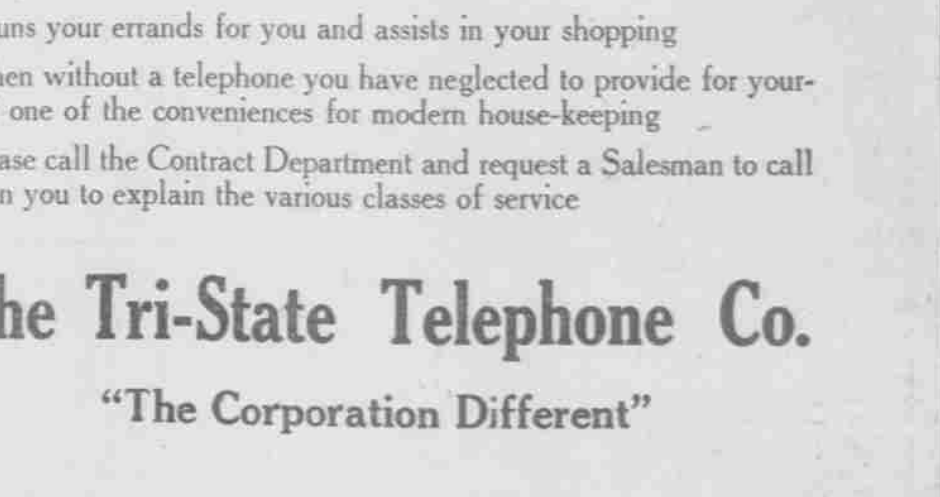 uns your errands for you and assists in your shopping
en without a telephone you have neglected to provide for your-
one of the conveniences for modern house-keeping
ase call the Contract Department and request a Salesman to call
n you to explain the various classes of service
he Tri-State Telephone Co.
"The Corporation Different"